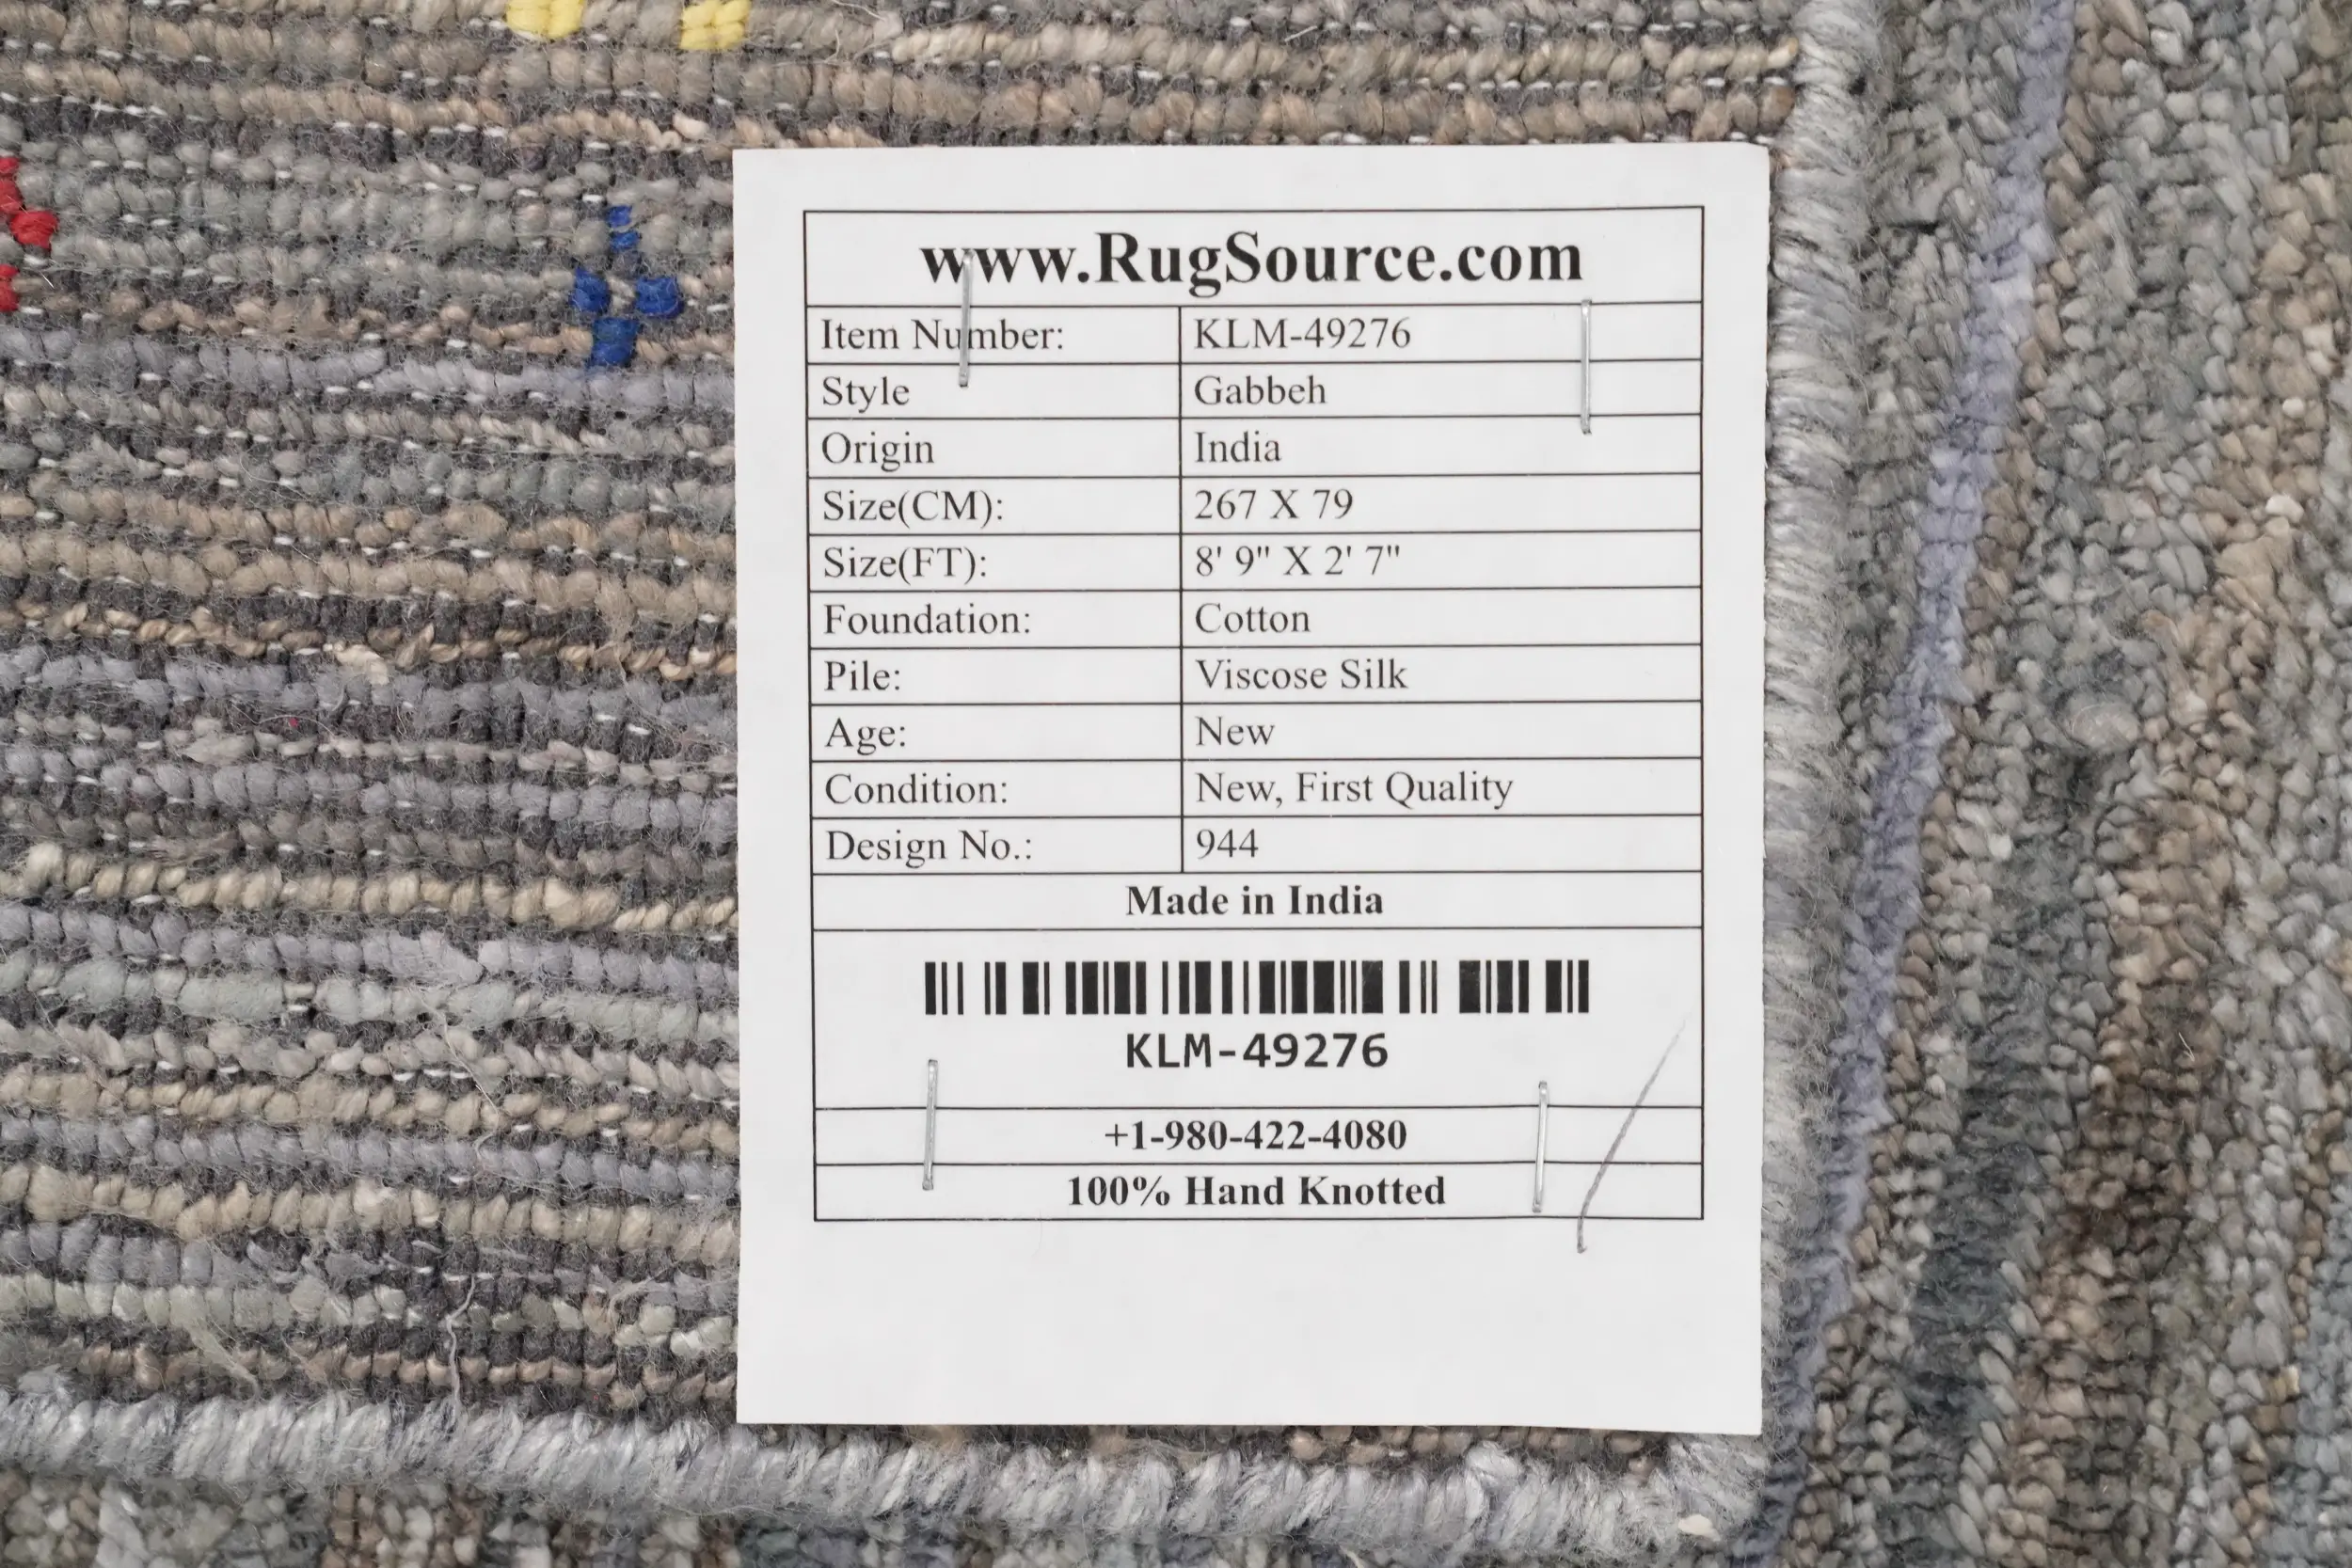 www.RugSource.com
Item Number: KLM-49276
Style Gabbeh
Origin India
Size(CM): 267 X 79
Size(FT): 8' 9" X 2' 7"
Foundation: Cotton
Pile: Viscose Silk
Age: New
Condition: New, First Quality
Design No.: 944
Made in India
KLM-49276
+1-980-422-4080
100% Hand Knotted